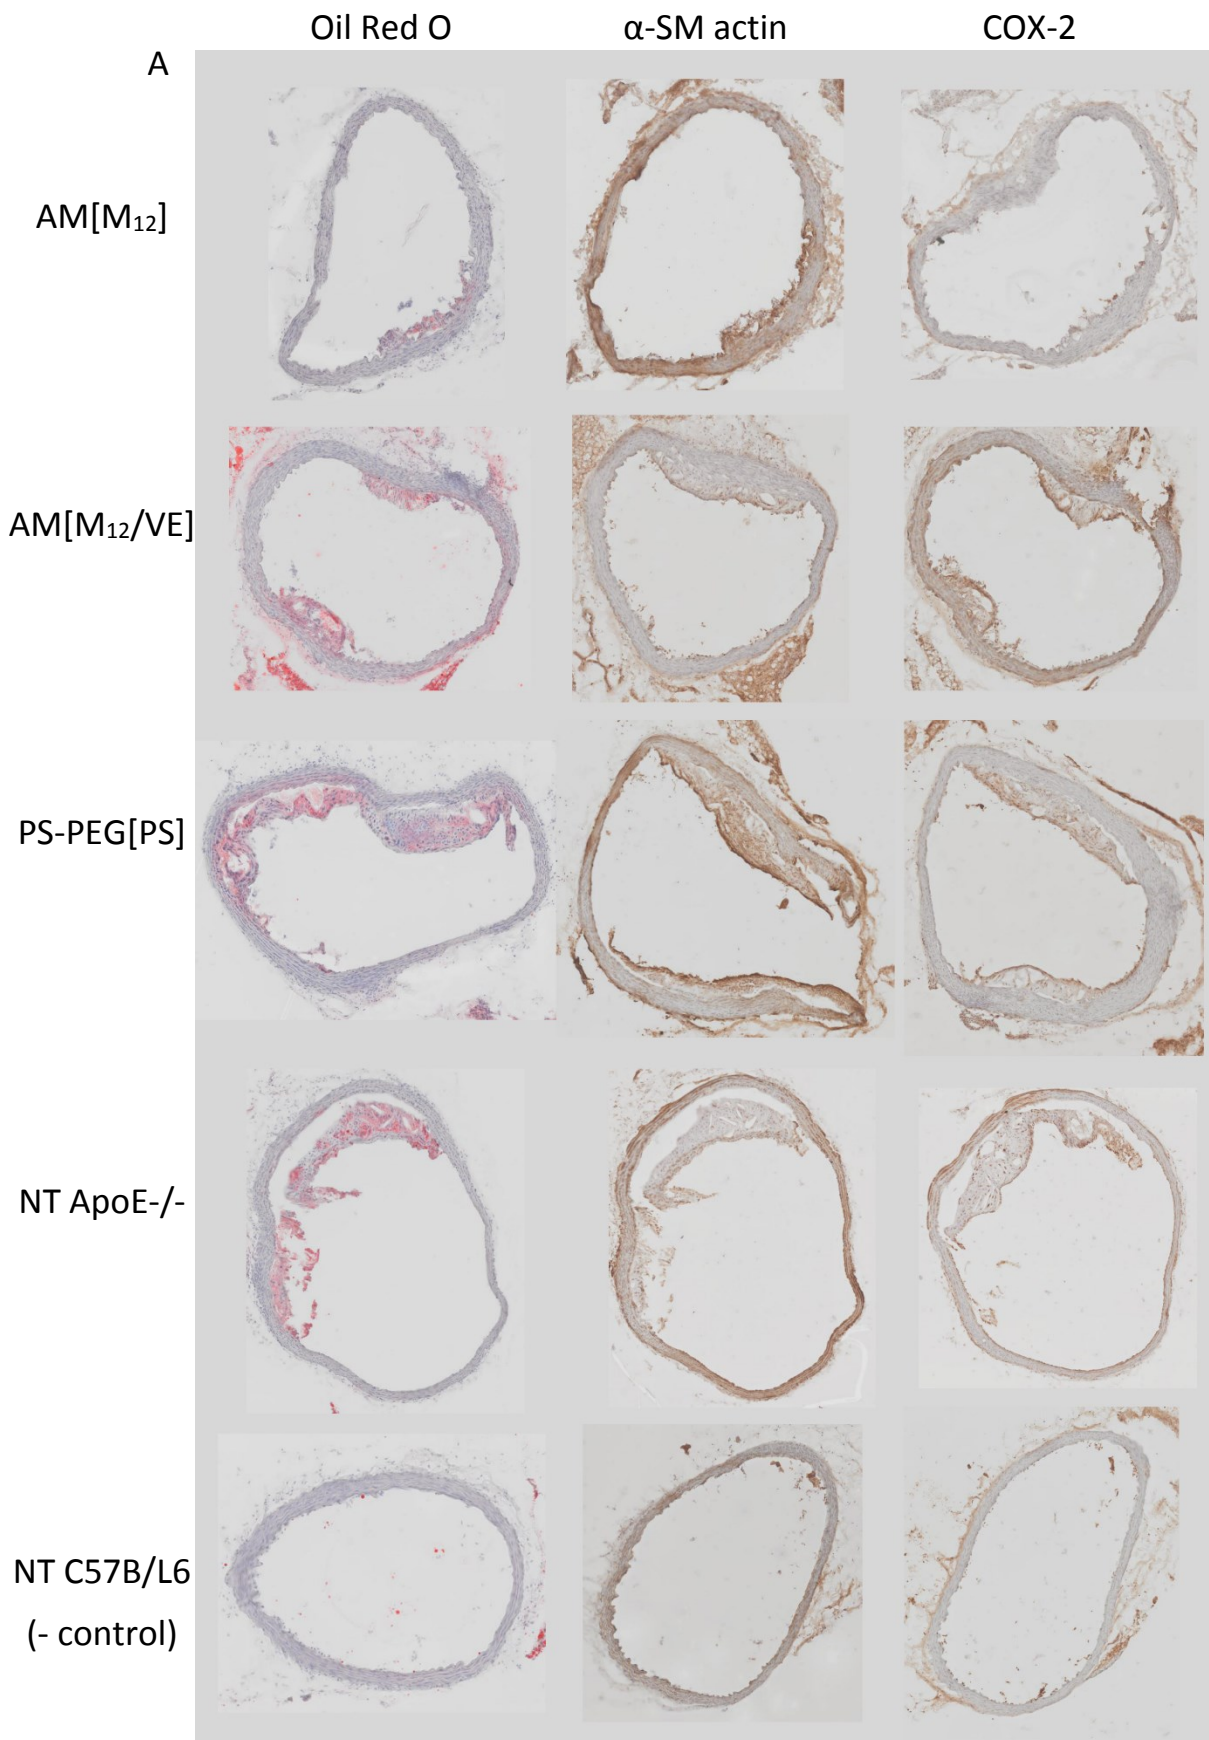 Oil Red O α-SM actin COX-2
A
AM[M₁₂]
AM[M₁₂/VE]
PS-PEG[PS]
NT ApoE-/-
NT C57B/L6
(- control)